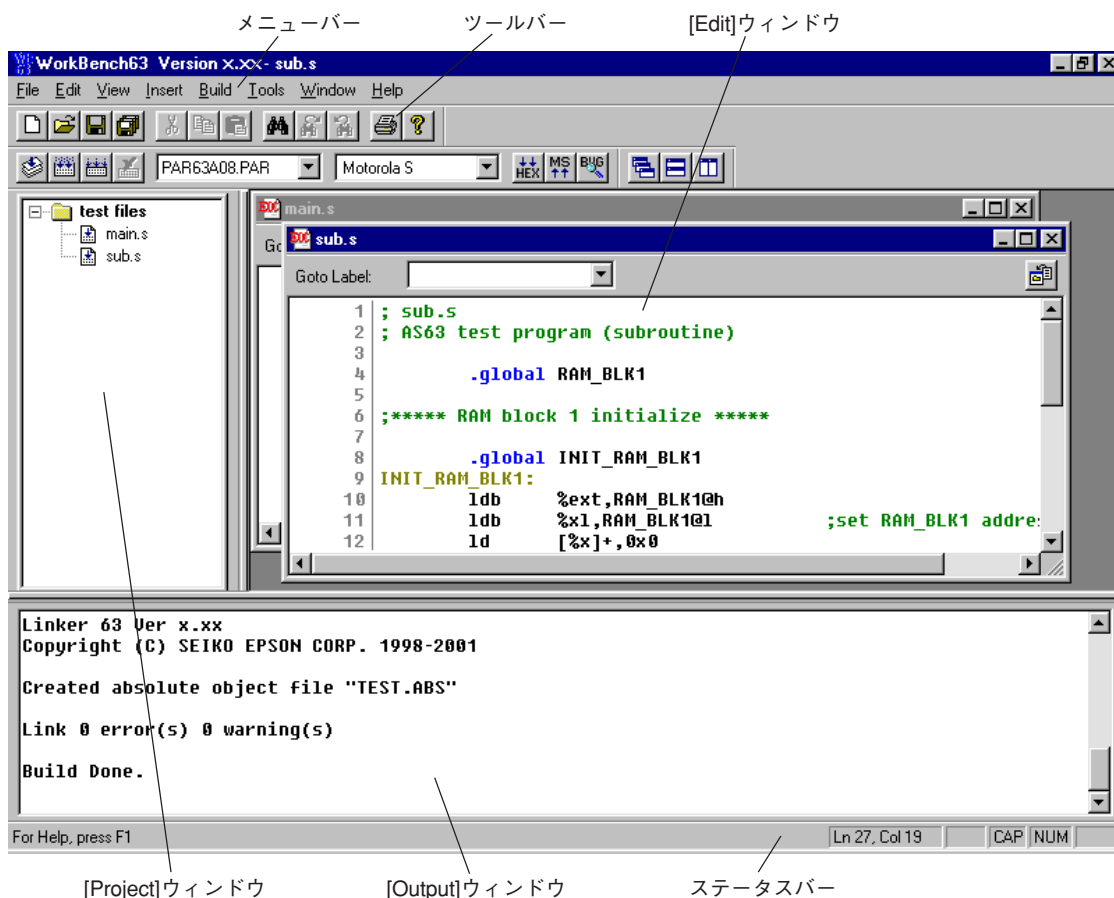 メニューバー ツールバー [Edit]ウィンドウ
WorkBench63 Version x.xx- sub.s
File Edit View Insert Build Tools Window Help
PAR63A08.PAR Motorola S HEX MS BUG
test files
main.s
sub.s
main.s
sub.s
Goto Label:
1 ; sub.s
2 ; AS63 test program (subroutine)
3
4 .global RAM_BLK1
5
6 ;***** RAM block 1 initialize *****
7
8 .global INIT_RAM_BLK1
9 INIT_RAM_BLK1:
10 ldb %ext,RAM_BLK1@h
11 ldb %xl,RAM_BLK1@l ;set RAM_BLK1 addre
12 ld [%x]+,0x0
Linker 63 Ver x.xx
Copyright (C) SEIKO EPSON CORP. 1998-2001
Created absolute object file "TEST.ABS"
Link 0 error(s) 0 warning(s)
Build Done.
For Help, press F1 Ln 27, Col 19 CAP NUM
[Project]ウィンドウ [Output]ウィンドウ ステータスバー